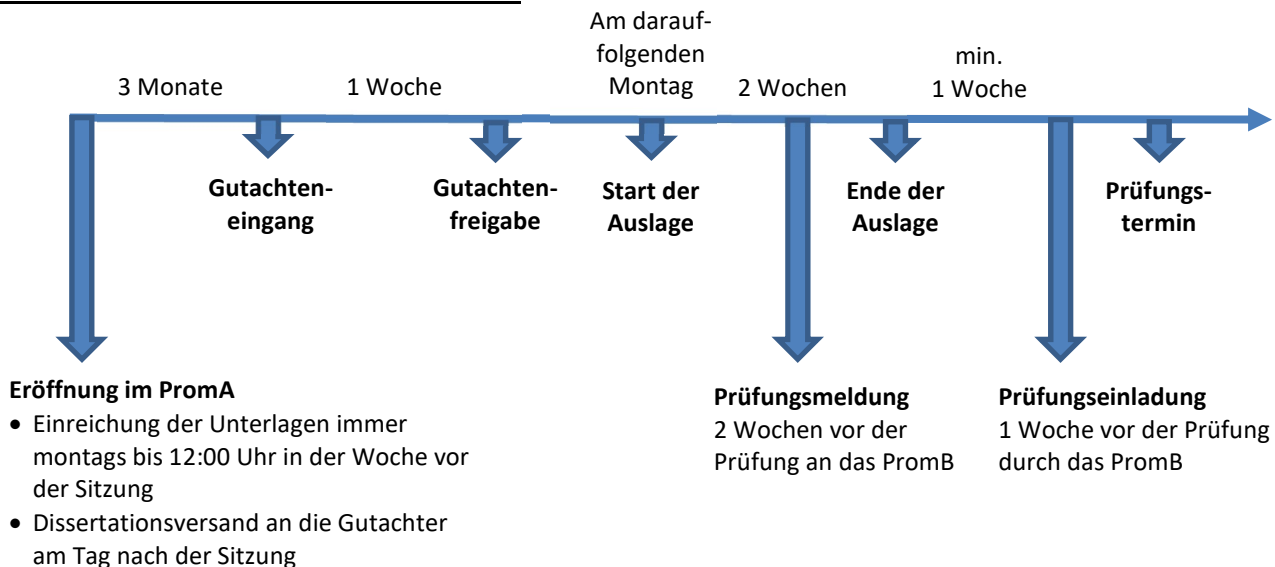 Am darauf-
folgenden
Montag
3 Monate
1 Woche
2 Wochen
min.
1 Woche
Gutachten-
eingang
Gutachten-
freigabe
Start der
Auslage
Ende der
Auslage
Prüfungs-
termin
Eröffnung im PromA
• Einreichung der Unterlagen immer
montags bis 12:00 Uhr in der Woche vor
der Sitzung
• Dissertationsversand an die Gutachter
am Tag nach der Sitzung
Prüfungsmeldung
2 Wochen vor der
Prüfung an das PromB
Prüfungseinladung
1 Woche vor der Prüfung
durch das PromB